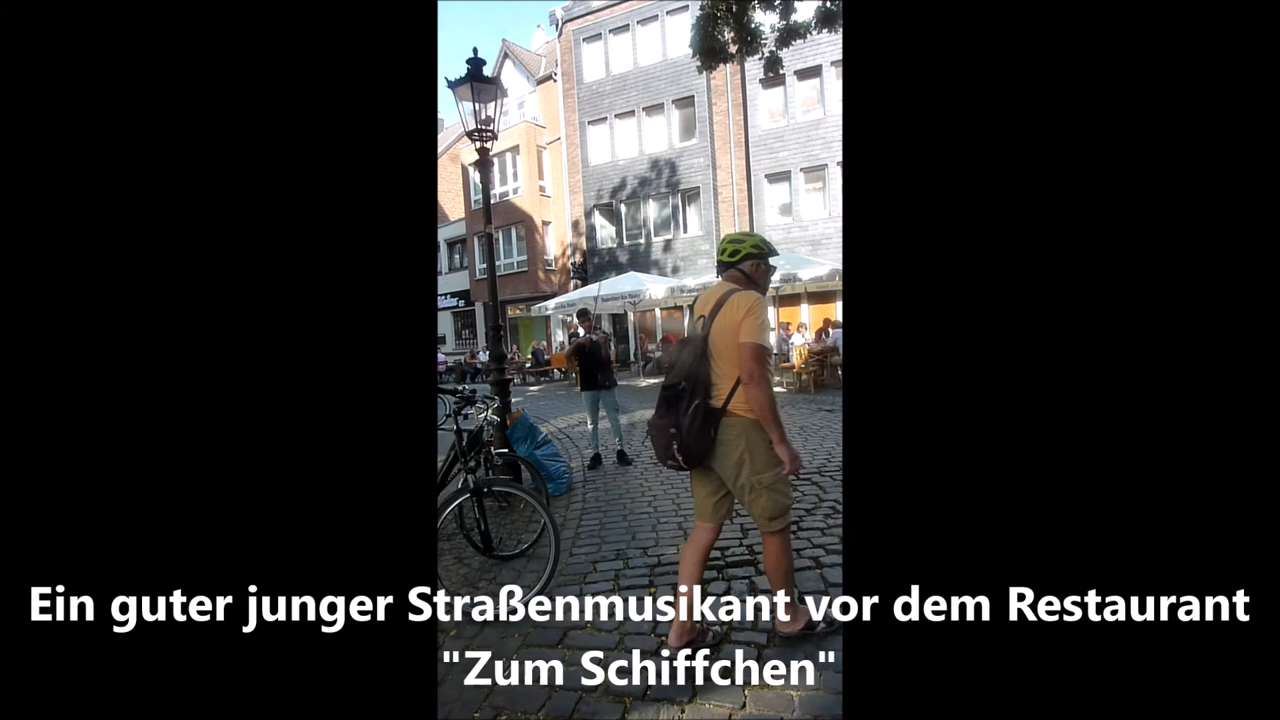 Ein guter junger Straßenmusikant vor dem Restaurant
"Zum Schiffchen"